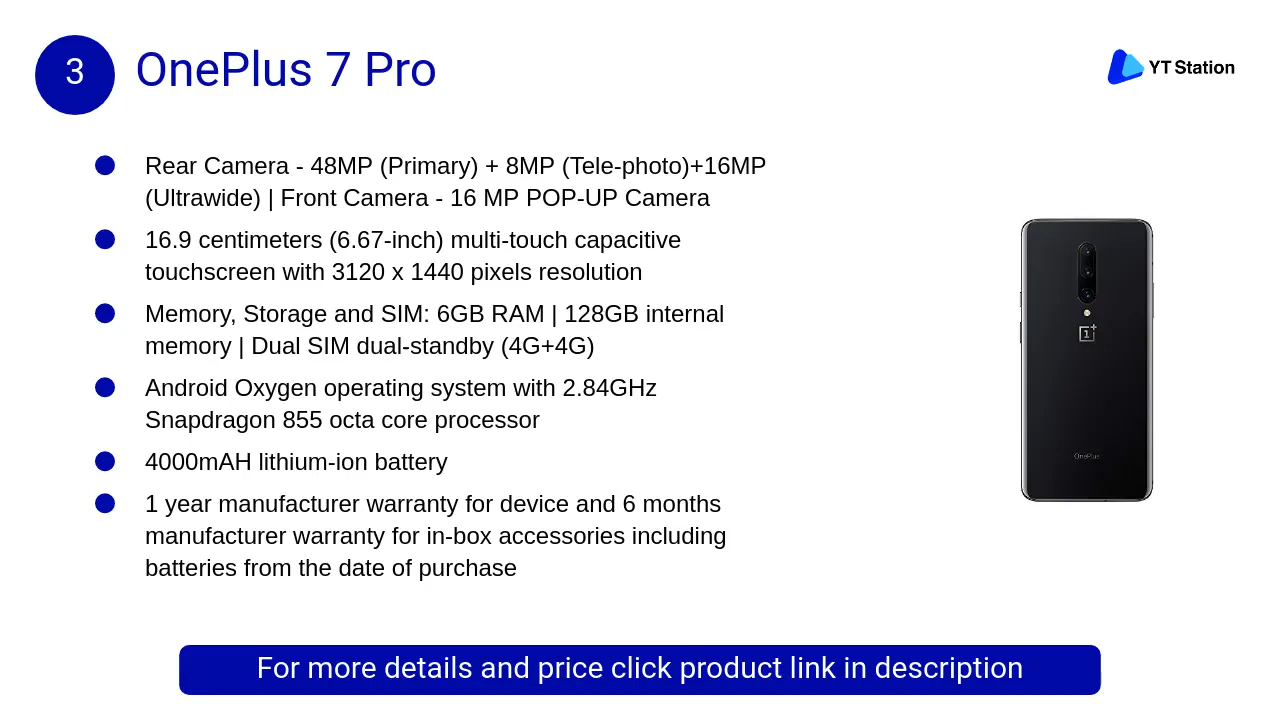 3
OnePlus 7 Pro
YT Station
Rear Camera - 48MP (Primary) + 8MP (Tele-photo)+16MP
(Ultrawide) | Front Camera - 16 MP POP-UP Camera
16.9 centimeters (6.67-inch) multi-touch capacitive
touchscreen with 3120 x 1440 pixels resolution
Memory, Storage and SIM: 6GB RAM | 128GB internal
memory | Dual SIM dual-standby (4G+4G)
Android Oxygen operating system with 2.84GHz
Snapdragon 855 octa core processor
4000mAH lithium-ion battery
1 year manufacturer warranty for device and 6 months
manufacturer warranty for in-box accessories including
batteries from the date of purchase
1+
OnePlus
For more details and price click product link in description